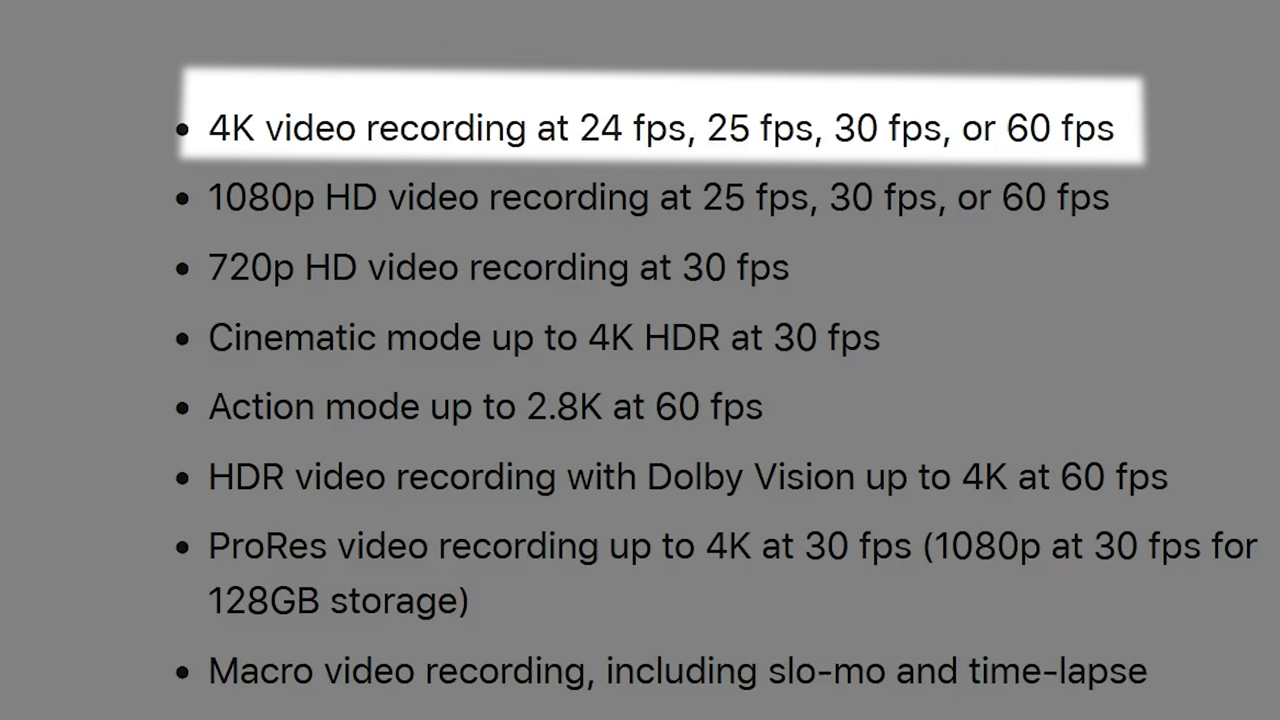 • 4K video recording at 24 fps, 25 fps, 30 fps, or 60 fps
• 1080p HD video recording at 25 fps, 30 fps, or 60 fps
• 720p HD video recording at 30 fps
• Cinematic mode up to 4K HDR at 30 fps
• Action mode up to 2.8K at 60 fps
• HDR video recording with Dolby Vision up to 4K at 60 fps
• ProRes video recording up to 4K at 30 fps (1080p at 30 fps for
128GB storage)
• Macro video recording, including slo-mo and time-lapse